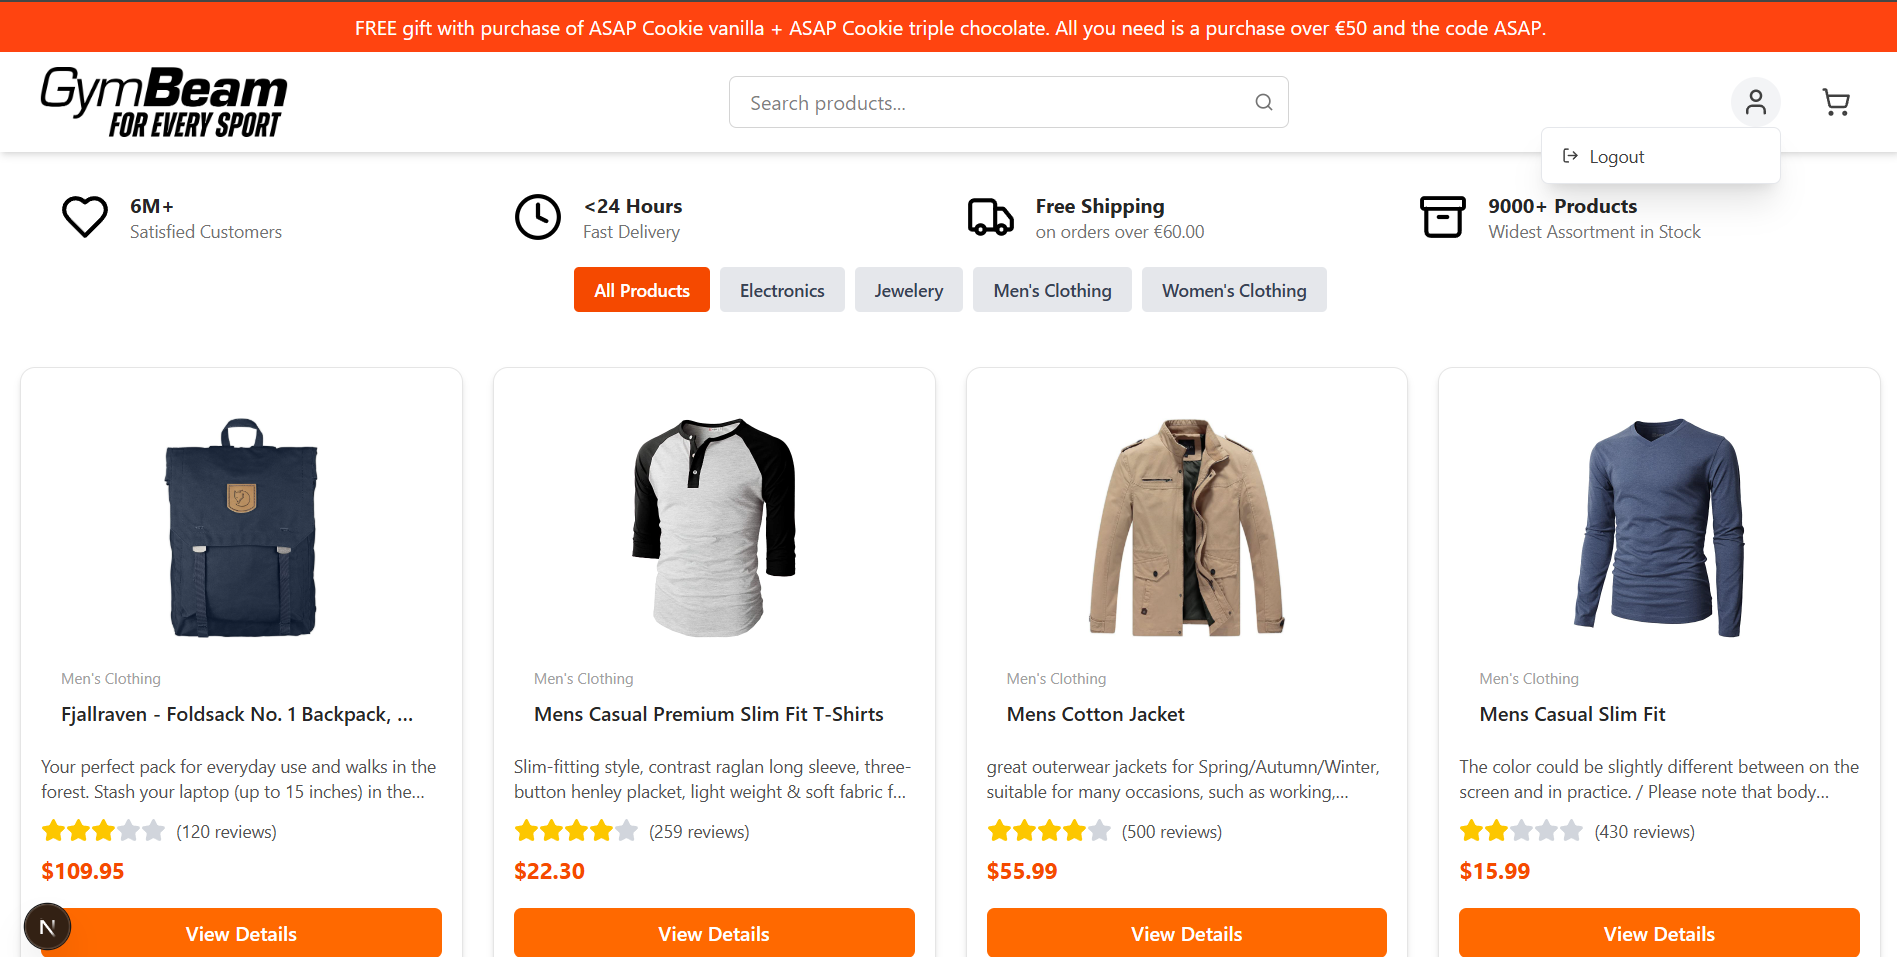 FREE gift with purchase of ASAP Cookie vanilla + ASAP Cookie triple chocolate. All you need is a purchase over €50 and the code ASAP.
GymBeam
FOR EVERY SPORT
Search products...
Logout
6M+
Satisfied Customers
<24 Hours
Fast Delivery
Free Shipping
on orders over €60.00
9000+ Products
Widest Assortment in Stock
All Products
Electronics
Jewelery
Men's Clothing
Women's Clothing
Men's Clothing
Fjallraven - Foldsack No. 1 Backpack, ...
Your perfect pack for everyday use and walks in the
forest. Stash your laptop (up to 15 inches) in the...
(120 reviews)
$109.95
View Details
Men's Clothing
Mens Casual Premium Slim Fit T-Shirts
Slim-fitting style, contrast raglan long sleeve, three-
button henley placket, light weight & soft fabric f...
(259 reviews)
$22.30
View Details
Men's Clothing
Mens Cotton Jacket
great outerwear jackets for Spring/Autumn/Winter,
suitable for many occasions, such as working,...
(500 reviews)
$55.99
View Details
Men's Clothing
Mens Casual Slim Fit
The color could be slightly different between on the
screen and in practice. / Please note that body...
(430 reviews)
$15.99
View Details
N